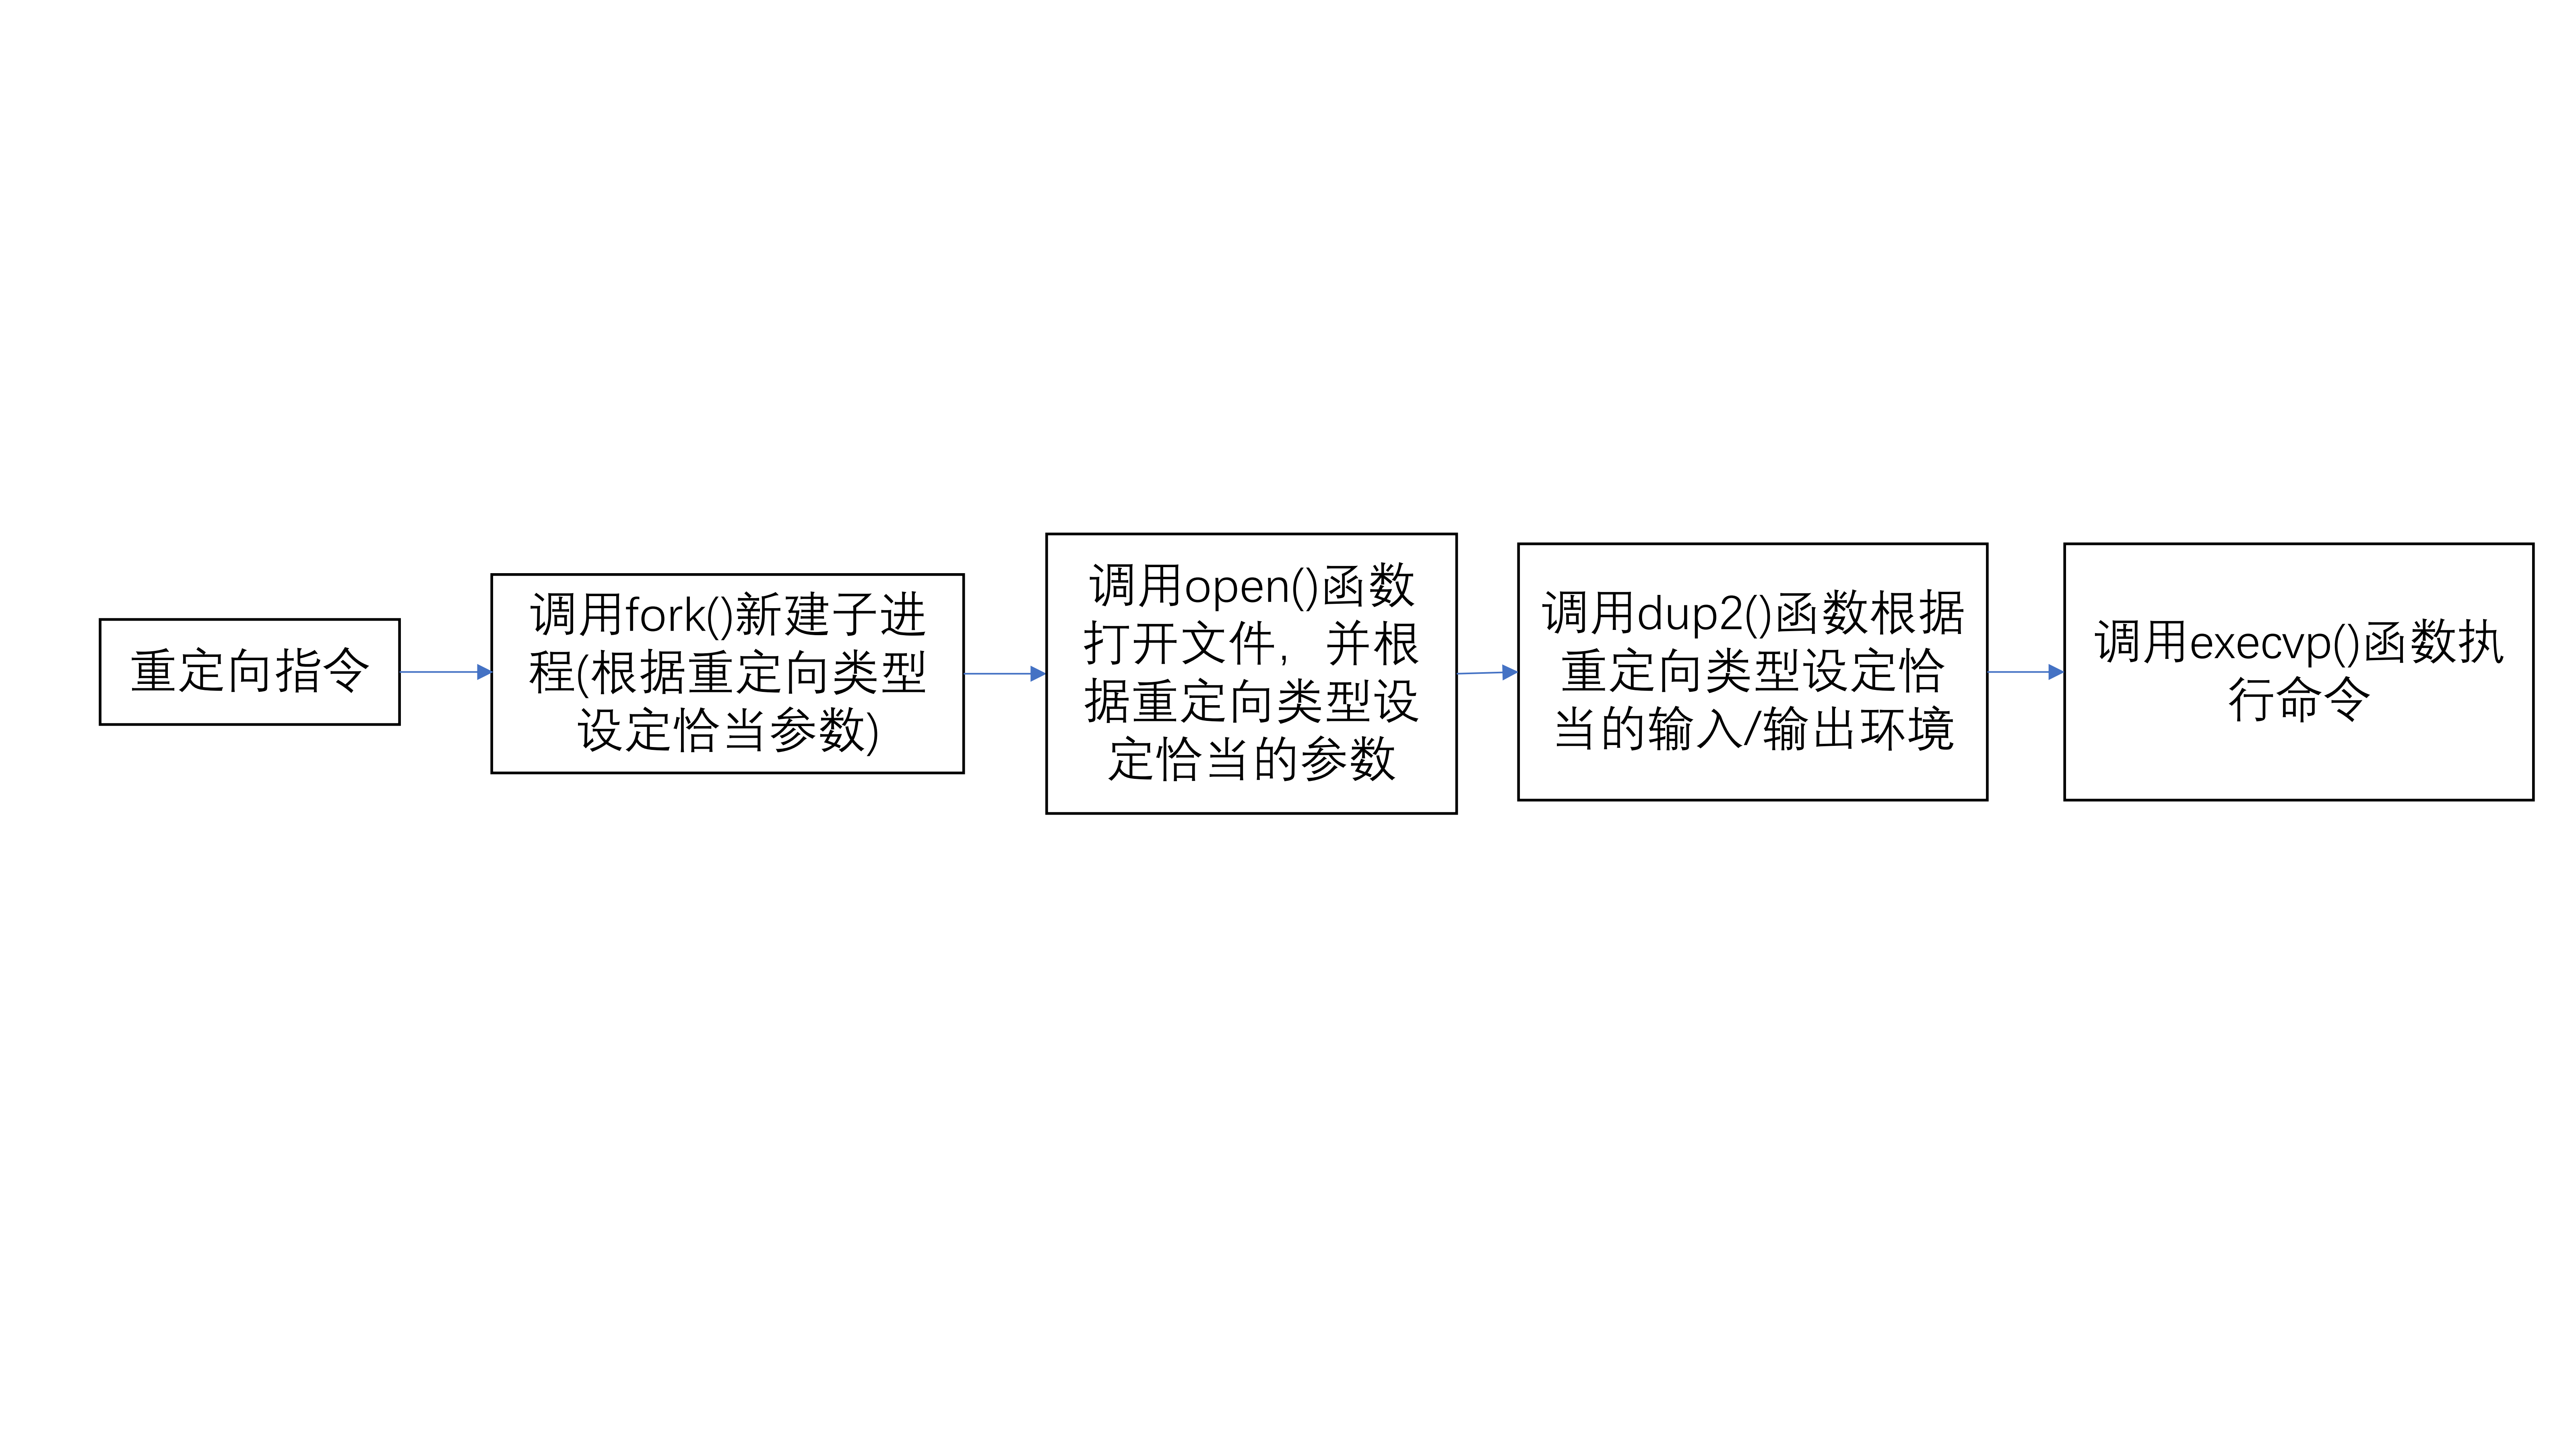 重定向指令
调用fork()新建子进
程(根据重定向类型
设定恰当参数)
调用open()函数
打开文件，并根
据重定向类型设
定恰当的参数
调用dup2()函数根据
重定向类型设定恰
当的输入/输出环境
调用execvp()函数执
行命令